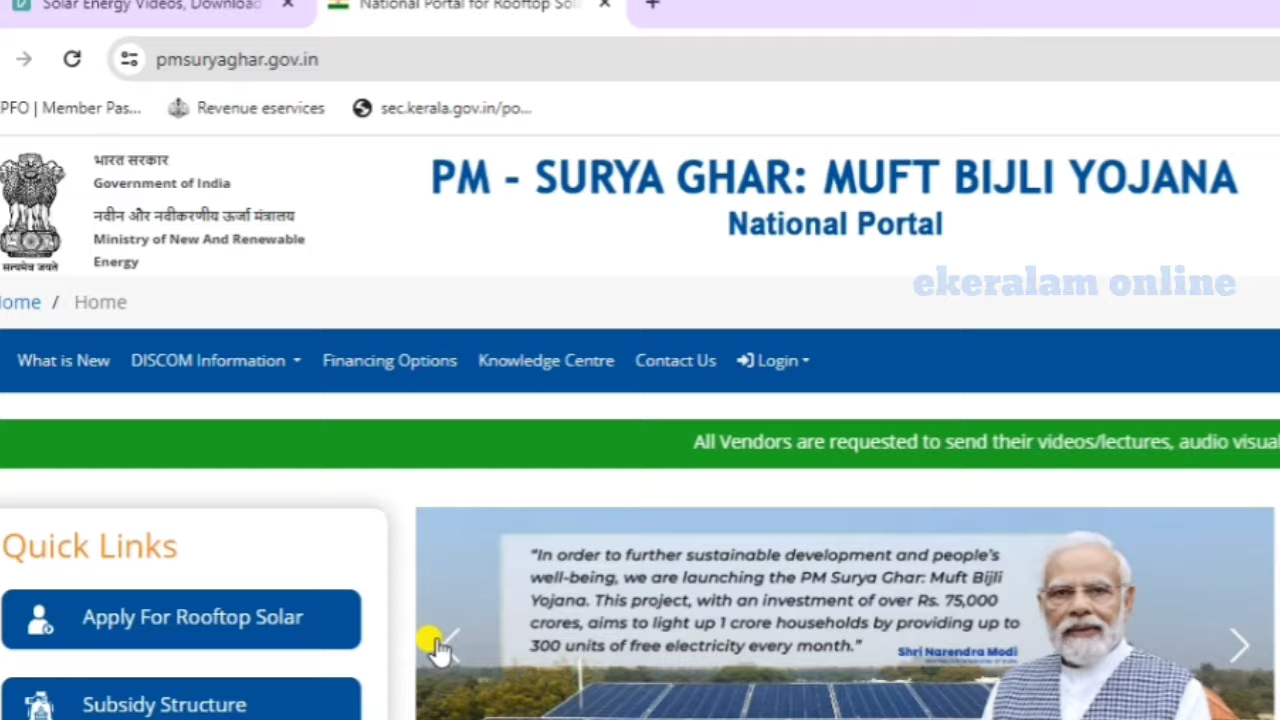 Solar Energy Videos, Download
National Portal for Rooftop Sol
pmsuryaghar.gov.in
PFO | Member Pas...
Revenue eservices
sec.kerala.gov.in/po...
भारत सरकार
Government of India
नवीन और नवीकरणीय ऊर्जा मंत्रालय
Ministry of New And Renewable
Energy
सत्यमेव जयते
PM - SURYA GHAR: MUFT BIJLI YOJANA
National Portal
ekeralam online
ome / Home
What is New
DISCOM Information
Financing Options
Knowledge Centre
Contact Us
Login
All Vendors are requested to send their videos/lectures, audio visual
Quick Links
Apply For Rooftop Solar
Subsidy Structure
“In order to further sustainable development and people’s
well-being, we are launching the PM Surya Ghar: Muft Bijli
Yojana. This project, with an investment of over Rs. 75,000
crores, aims to light up 1 crore households by providing up to
300 units of free electricity every month.”
Shri Narendra Modi